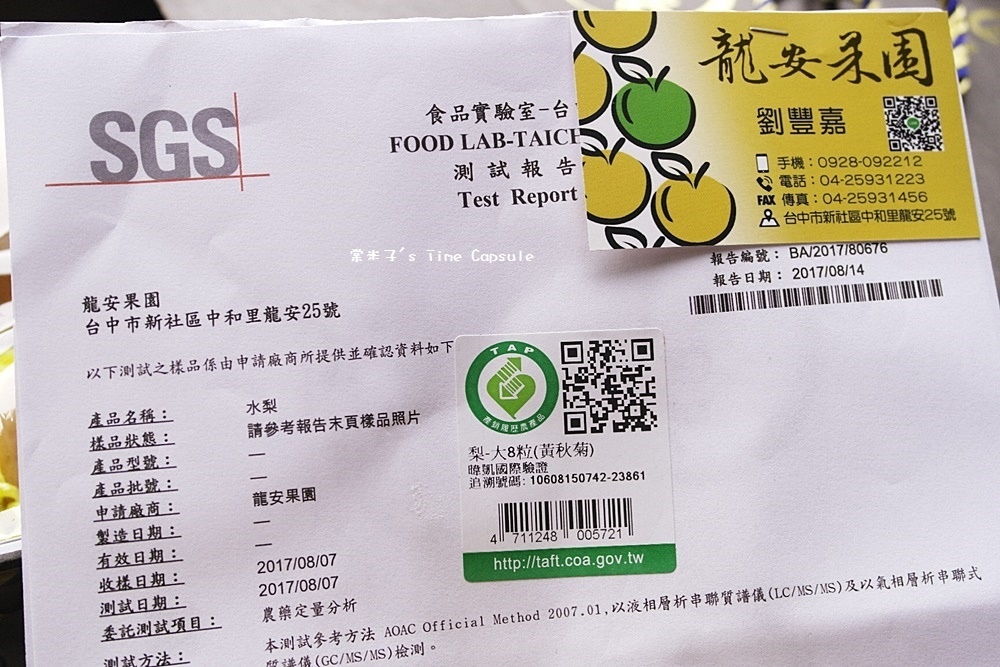 SGS
食品實驗室-台
FOOD LAB-TAICH
測試報告
Test Report
龍安果園
劉豐嘉
手機：0928-092212
電話：04-25931223
FAX 傳真：04-25931456
台中市新社區中和里龍安25號
報告編號： BA/2017/80676
報告日期： 2017/08/14
棠米子's Time Capsule
龍安果園
台中市新社區中和里龍安25號
以下測試之樣品係由申請廠商所提供並確認資料如下
產品名稱： 水梨
樣品狀態： 請參考報告末頁樣品照片
產品型號： —
產品批號： —
申請廠商： 龍安果園
製造日期： —
有效日期： —
收樣日期： 2017/08/07
測試日期： 2017/08/07
委託測試項目： 農藥定量分析
測試方法： 本測試參考方法 AOAC Official Method 2007.01,以液相層析串聯質譜儀(LC/MS/MS)及以氣相層析串聯式
質譜儀(GC/MS/MS)檢測。
TAP
產銷履歷農產品
梨-大8粒(黃秋菊)
暐凱國際驗證
追溯號碼: 10608150742-23861
4 711248 005721
http://taft.coa.gov.tw